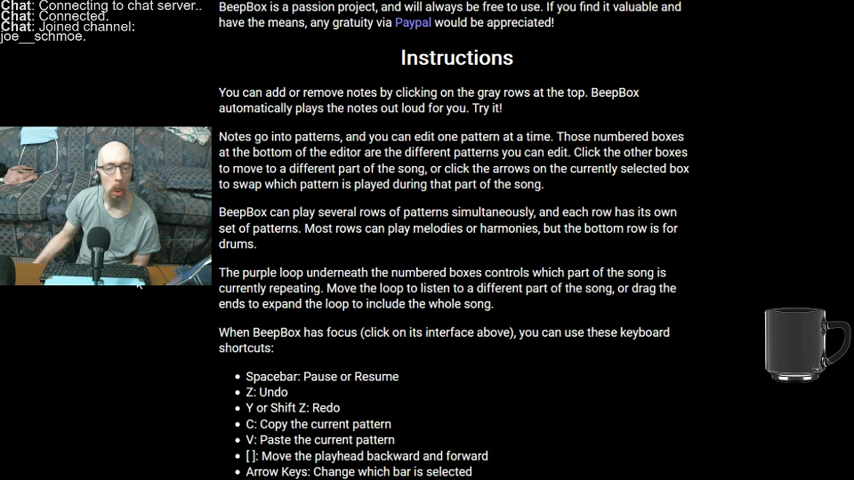 Chat: Connecting to chat server..
Chat: Connected.
Chat: Joined channel:
joe__schmoe.
BeepBox is a passion project, and will always be free to use. If you find it valuable and
have the means, any gratuity via Paypal would be appreciated!
Instructions
You can add or remove notes by clicking on the gray rows at the top. BeepBox
automatically plays the notes out loud for you. Try it!
Notes go into patterns, and you can edit one pattern at a time. Those numbered boxes
at the bottom of the editor are the different patterns you can edit. Click the other boxes
to move to a different part of the song, or click the arrows on the currently selected box
to swap which pattern is played during that part of the song.
BeepBox can play several rows of patterns simultaneously, and each row has its own
set of patterns. Most rows can play melodies or harmonies, but the bottom row is for
drums.
The purple loop underneath the numbered boxes controls which part of the song is
currently repeating. Move the loop to listen to a different part of the song, or drag the
ends to expand the loop to include the whole song.
When BeepBox has focus (click on its interface above), you can use these keyboard
shortcuts:
• Spacebar: Pause or Resume
• Z: Undo
• Y or Shift Z: Redo
• C: Copy the current pattern
• V: Paste the current pattern
• [ ]: Move the playhead backward and forward
• Arrow Keys: Change which bar is selected